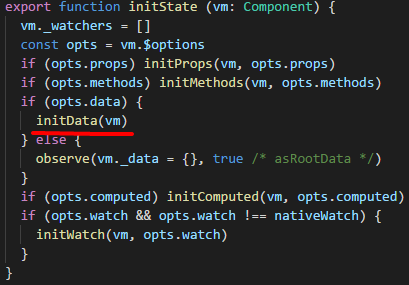 export function initState (vm: Component) {
  vm._watchers = []
  const opts = vm.$options
  if (opts.props) initProps(vm, opts.props)
  if (opts.methods) initMethods(vm, opts.methods)
  if (opts.data) {
    initData(vm)
  } else {
    observe(vm._data = {}, true /* asRootData */)
  }
  if (opts.computed) initComputed(vm, opts.computed)
  if (opts.watch && opts.watch !== nativeWatch) {
    initWatch(vm, opts.watch)
  }
}